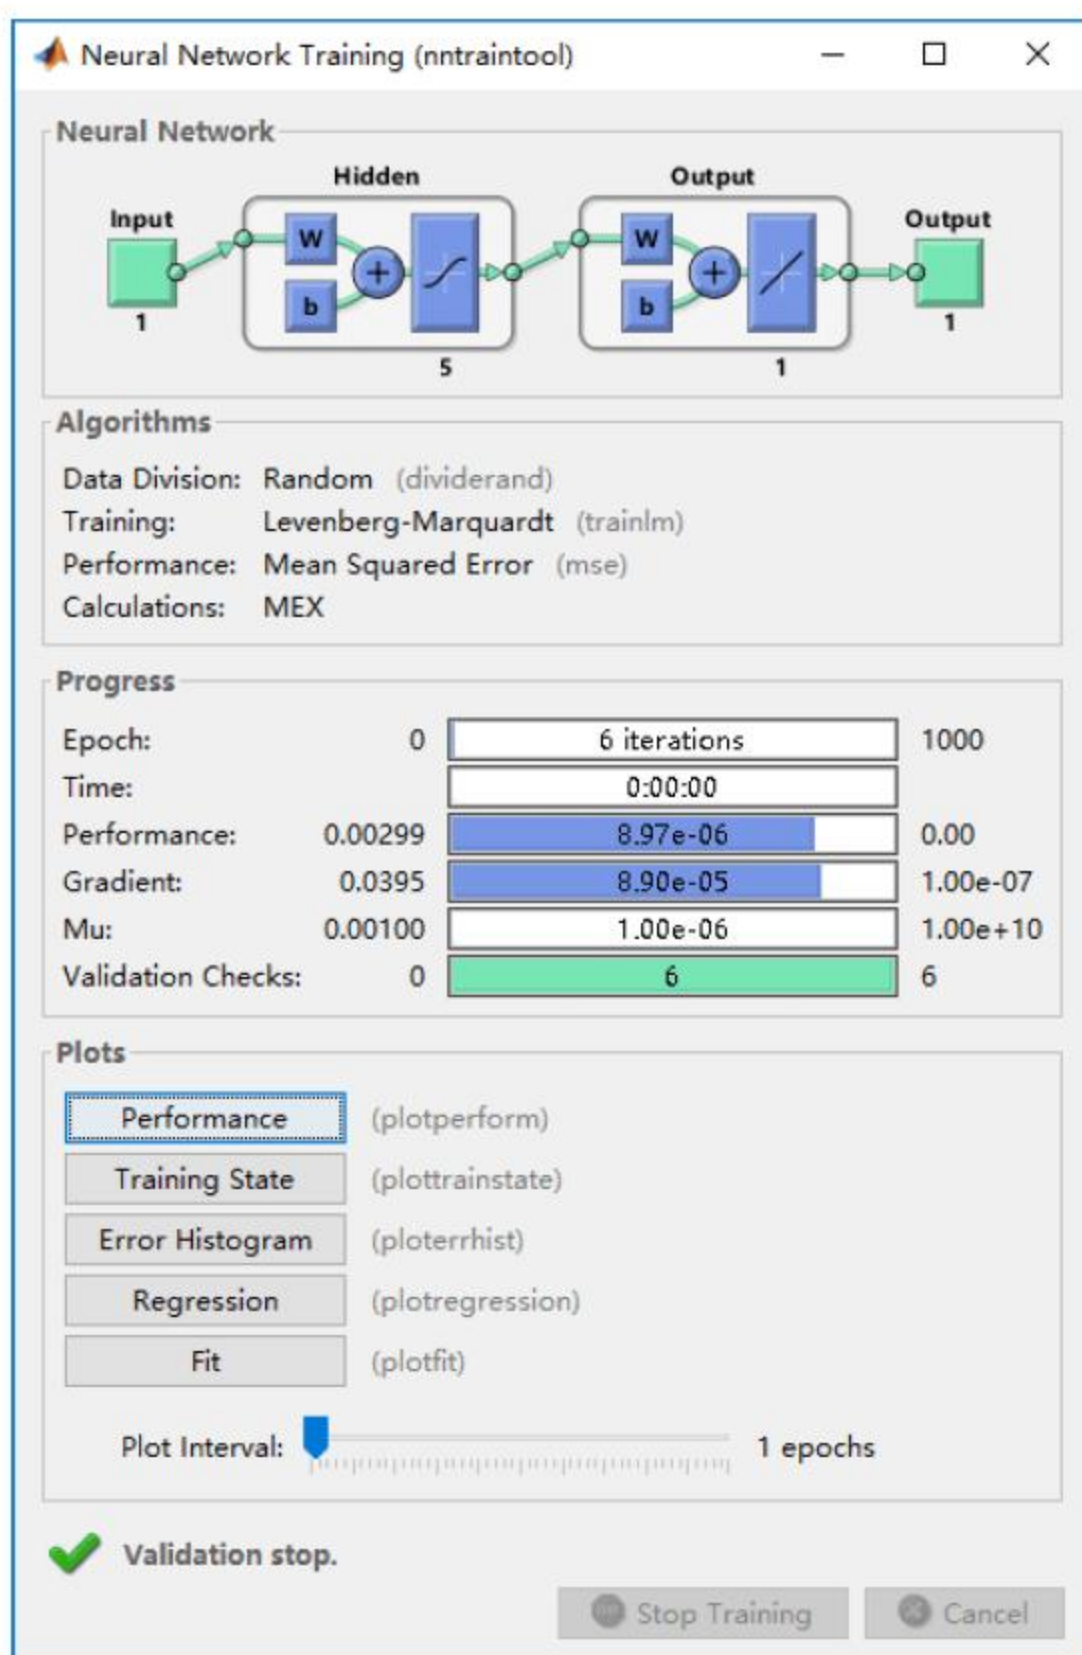 Neural Network Training (nntraintool)
Neural Network
Hidden Output
Input Output
W W
b b
1 1
5 1
Algorithms
Data Division: Random (dividerand)
Training: Levenberg-Marquardt (trainlm)
Performance: Mean Squared Error (mse)
Calculations: MEX
Progress
Epoch: 0 6 iterations 1000
Time: 0:00:00
Performance: 0.00299 8.97e-06 0.00
Gradient: 0.0395 8.90e-05 1.00e-07
Mu: 0.00100 1.00e-06 1.00e+10
Validation Checks: 0 6 6
Plots
Performance (plotperform)
Training State (plottrainstate)
Error Histogram (ploterrhist)
Regression (plotregression)
Fit (plotfit)
Plot Interval: 1 epochs
Validation stop.
Stop Training Cancel